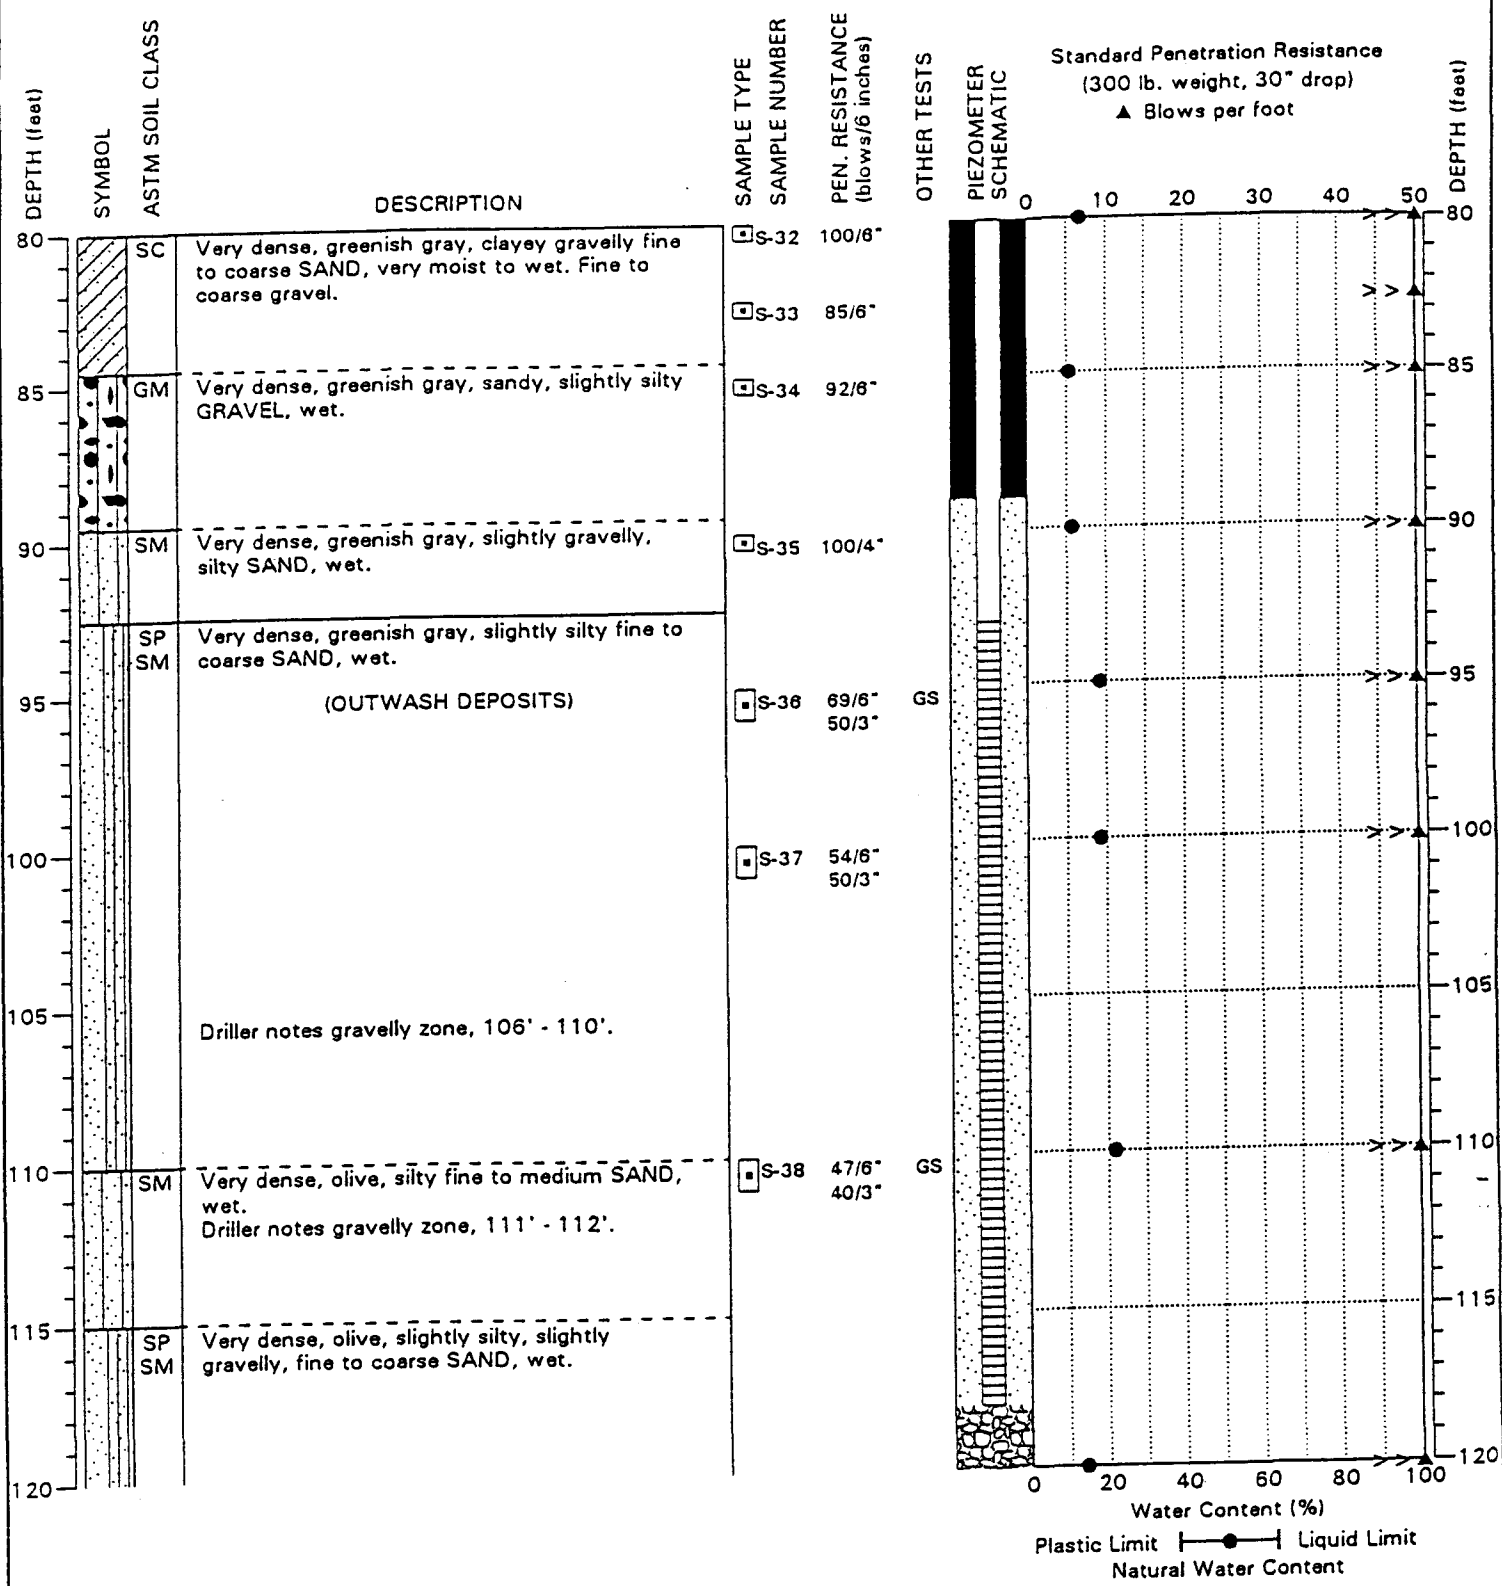 DEPTH (feet)
SYMBOL
ASTM SOIL CLASS
DESCRIPTION
SAMPLE TYPE
SAMPLE NUMBER
PEN. RESISTANCE
(blows/6 inches)
OTHER TESTS
PIEZOMETER
SCHEMATIC
Standard Penetration Resistance
(300 lb. weight, 30" drop)
▲ Blows per foot
DEPTH (feet)
0 10 20 30 40 50
80 SC Very dense, greenish gray, clayey gravelly fine S-32 100/6" 80
to coarse SAND, very moist to wet. Fine to
coarse gravel.
S-33 85/6"
85 GM Very dense, greenish gray, sandy, slightly silty S-34 92/6" 85
GRAVEL, wet.
90 SM Very dense, greenish gray, slightly gravelly, S-35 100/4" 90
silty SAND, wet.
SP Very dense, greenish gray, slightly silty fine to
SM coarse SAND, wet.
95 (OUTWASH DEPOSITS) S-36 69/6" GS 95
50/3"
100 S-37 54/6" 100
50/3"
105 105
Driller notes gravelly zone, 106' - 110'.
110 SM Very dense, olive, silty fine to medium SAND, S-38 47/6" GS 110
wet. 40/3"
Driller notes gravelly zone, 111' - 112'.
115 SP Very dense, olive, slightly silty, slightly 115
SM gravelly, fine to coarse SAND, wet.
120 120
0 20 40 60 80 100
Water Content (%)
Plastic Limit Liquid Limit
Natural Water Content